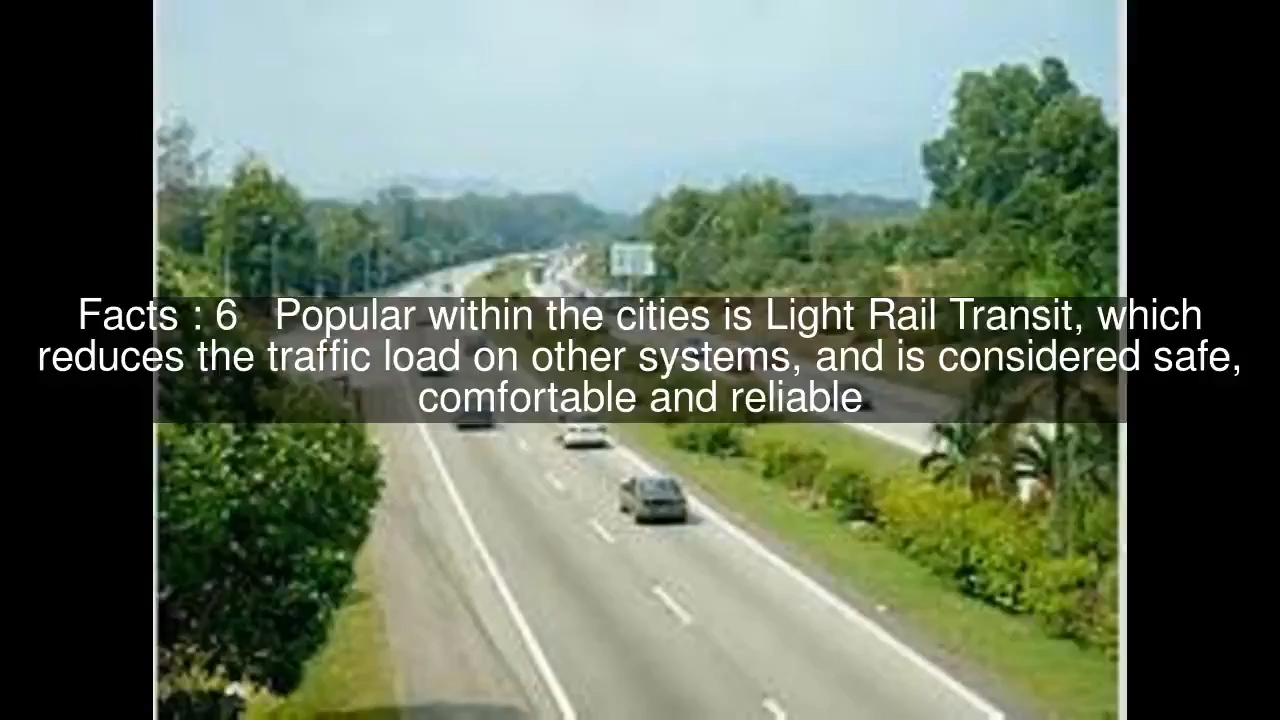 Facts : 6 Popular within the cities is Light Rail Transit, which
reduces the traffic load on other systems, and is considered safe,
comfortable and reliable